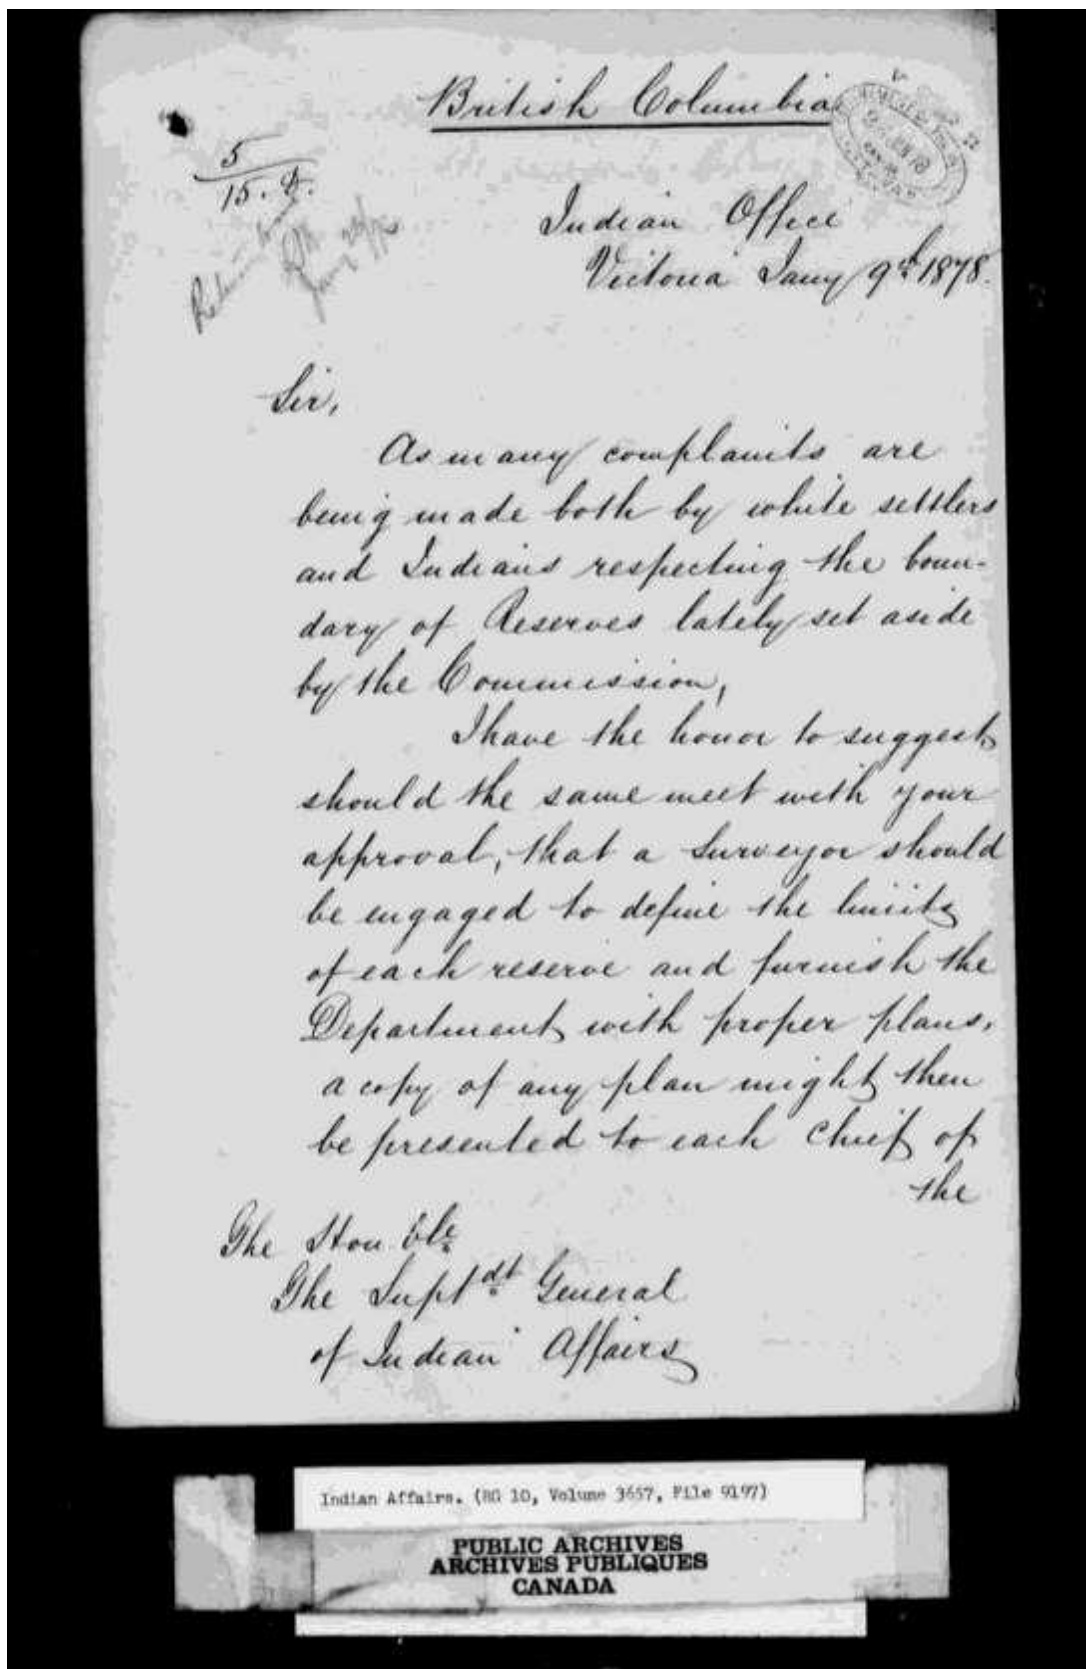 British Columbia
5
15. B.
Indian Office
Victoria Jany 9th 1878.
Sir,
As many complaints are
being made both by white settlers
and Indians respecting the boun-
dary of Reserves lately set aside
by the Commission,
I have the honor to suggest
should the same meet with your
approval, that a Surveyor should
be engaged to define the limits
of each reserve and furnish the
Department with proper plans,
a copy of any plan might then
be presented to each Chief of
the
The Honble
The Suptdt General
of Indian Affairs
Indian Affairs. (RG 10, Volume 3657, File 9197)
PUBLIC ARCHIVES
ARCHIVES PUBLIQUES
CANADA